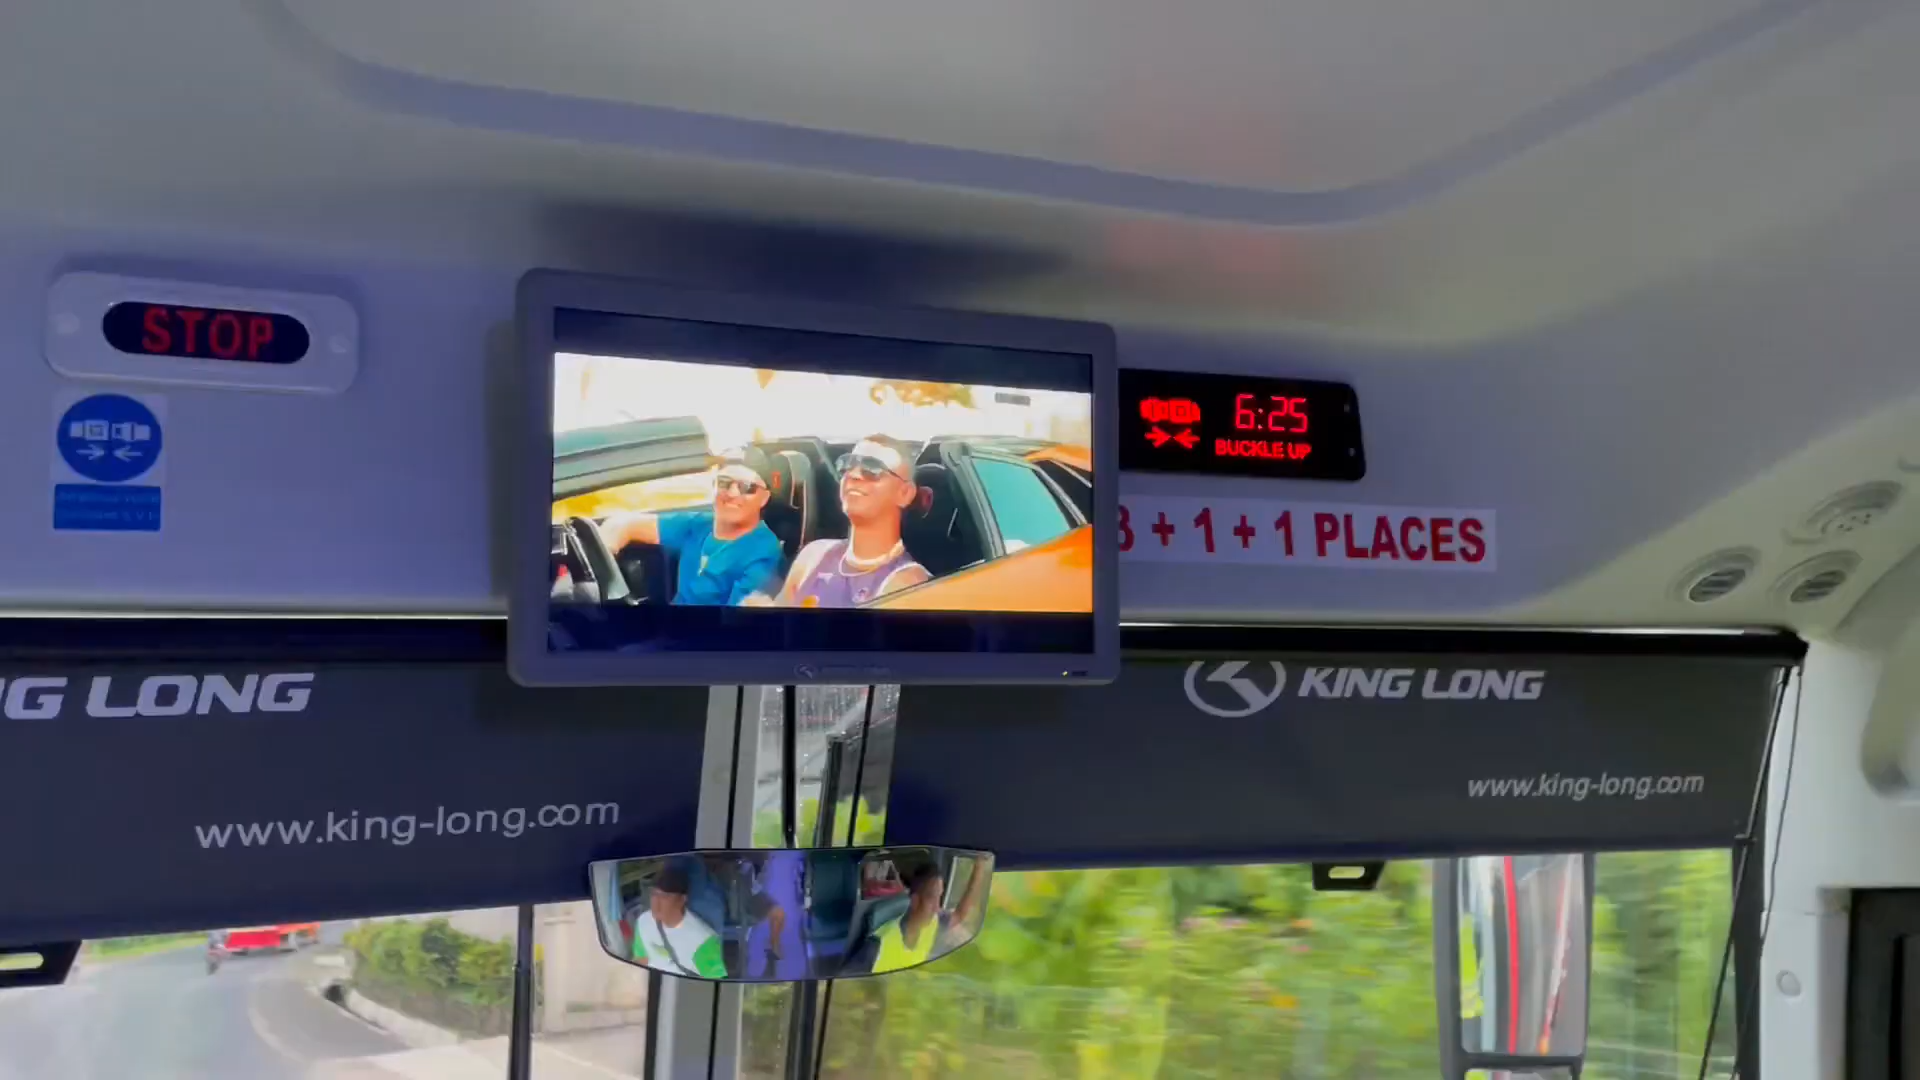 STOP
6:25
BUCKLE UP
+ 1 + 1 PLACES
LONG
KING LONG
www.king-long.com
www.king-long.com